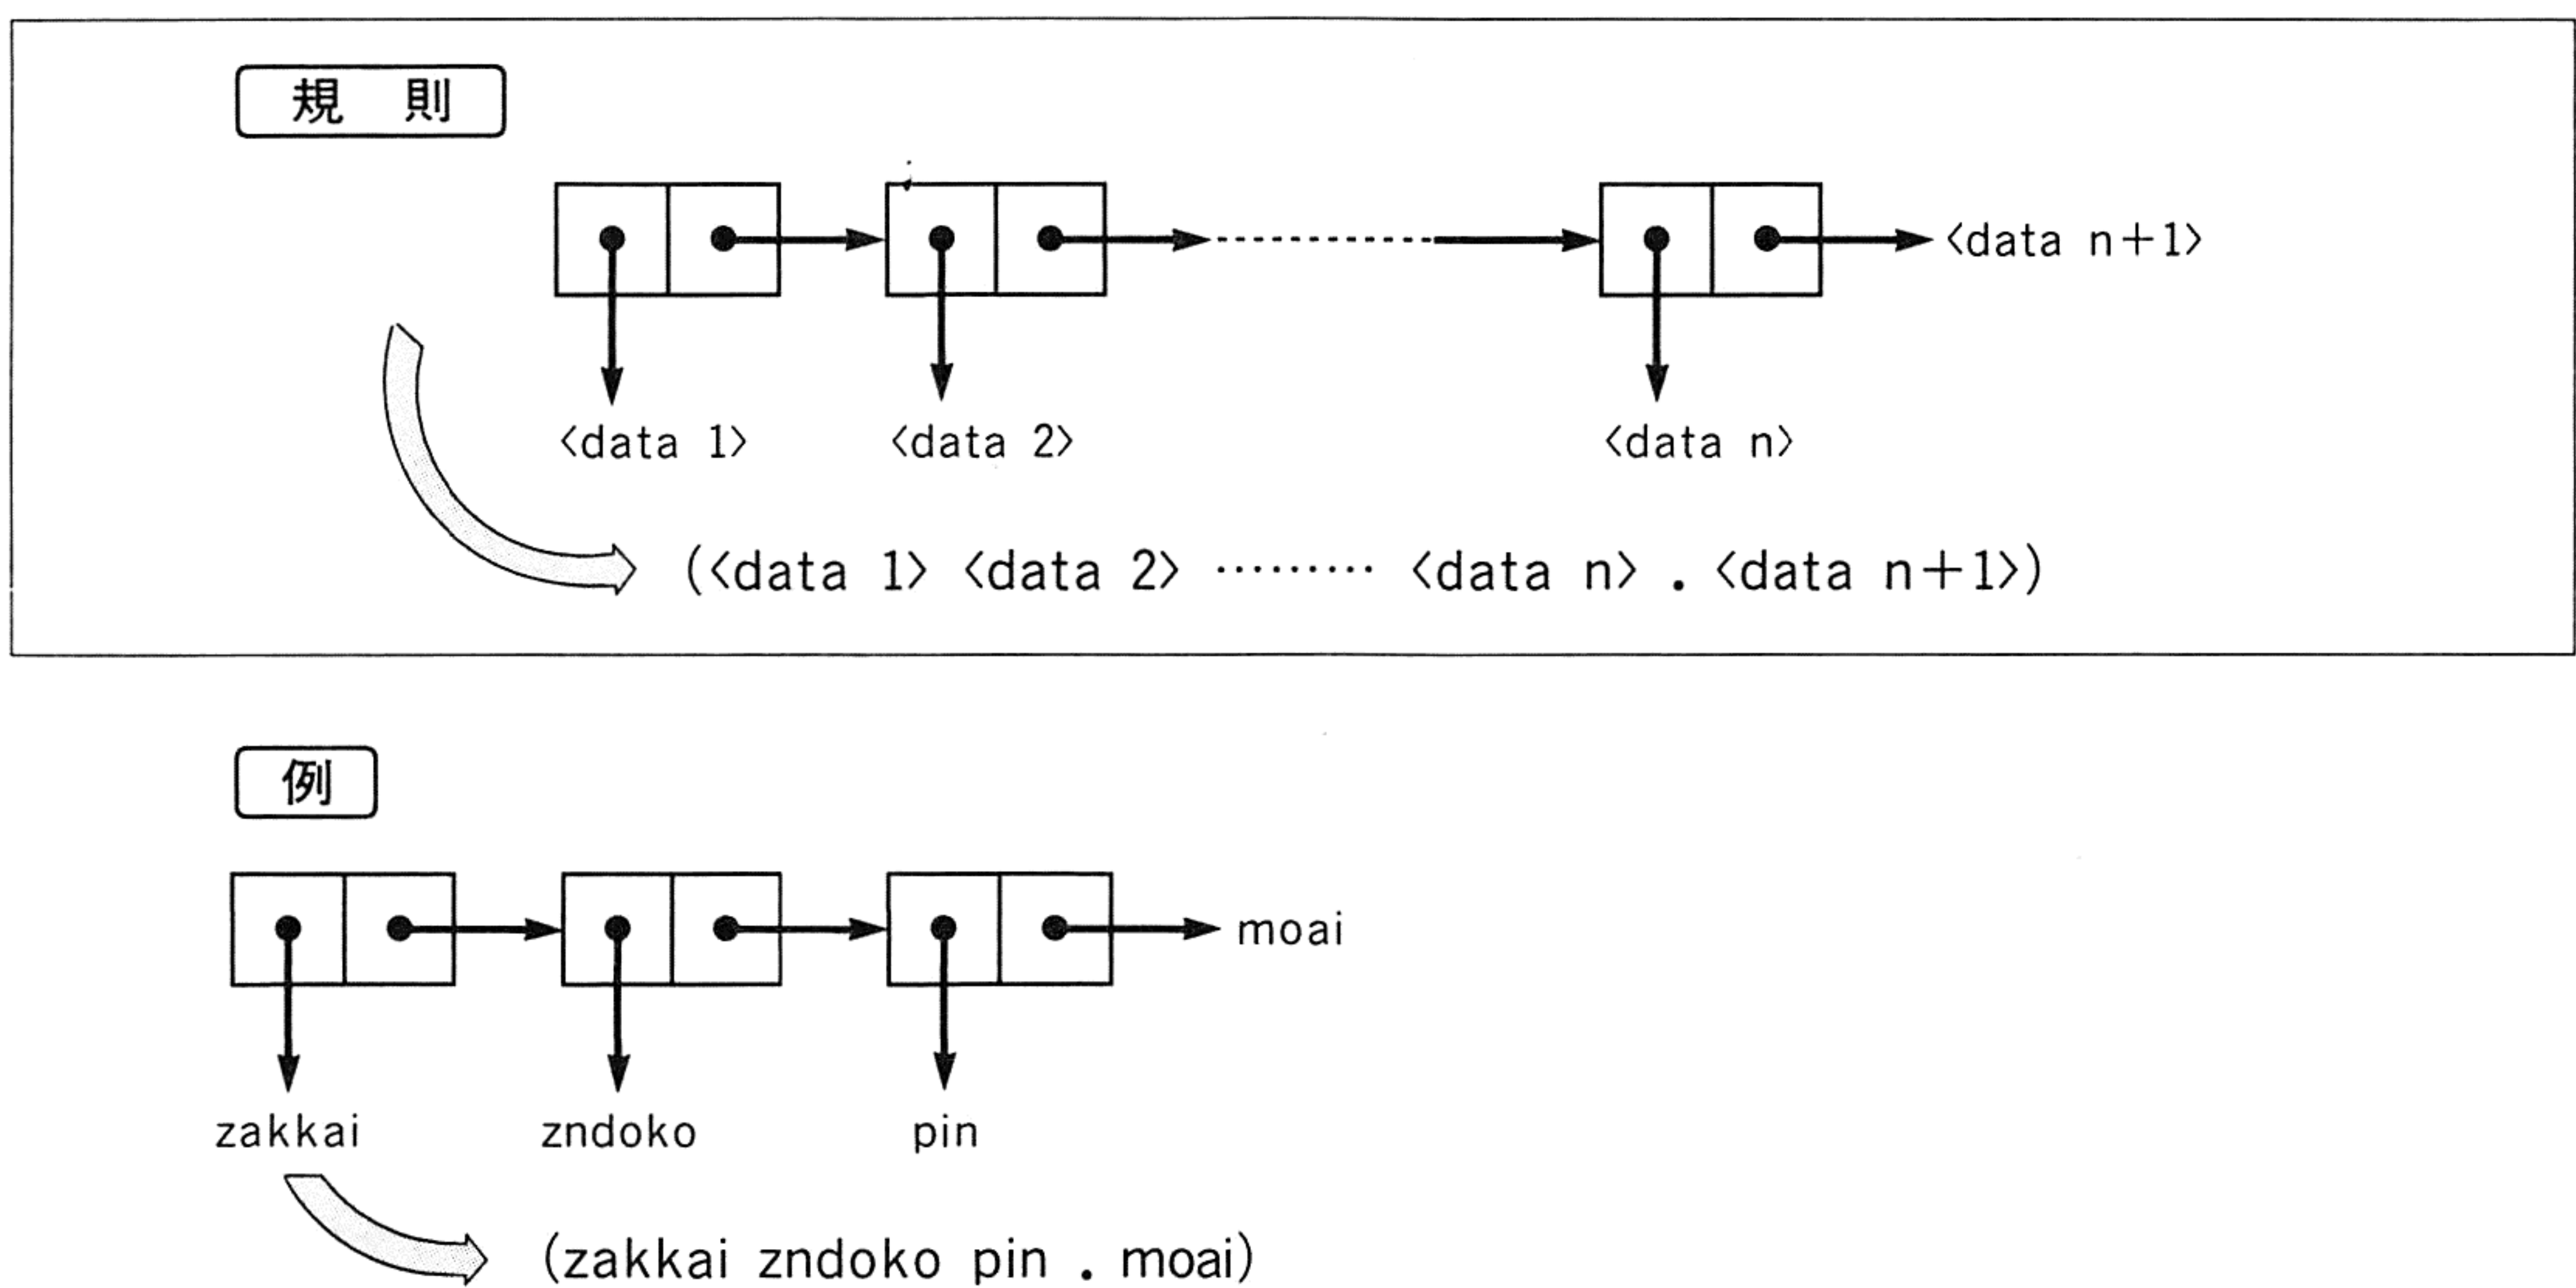 規 則
<data n+1>
<data 1> <data 2> <data n>
(<data 1> <data 2> ……… <data n> . <data n+1>)
例
moai
zakkai zndoko pin
(zakkai zndoko pin . moai)